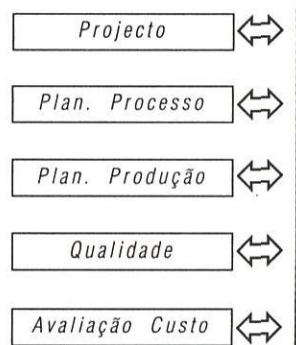 Projecto
Plan. Processo
Plan. Produção
Qualidade
Avaliação Custo